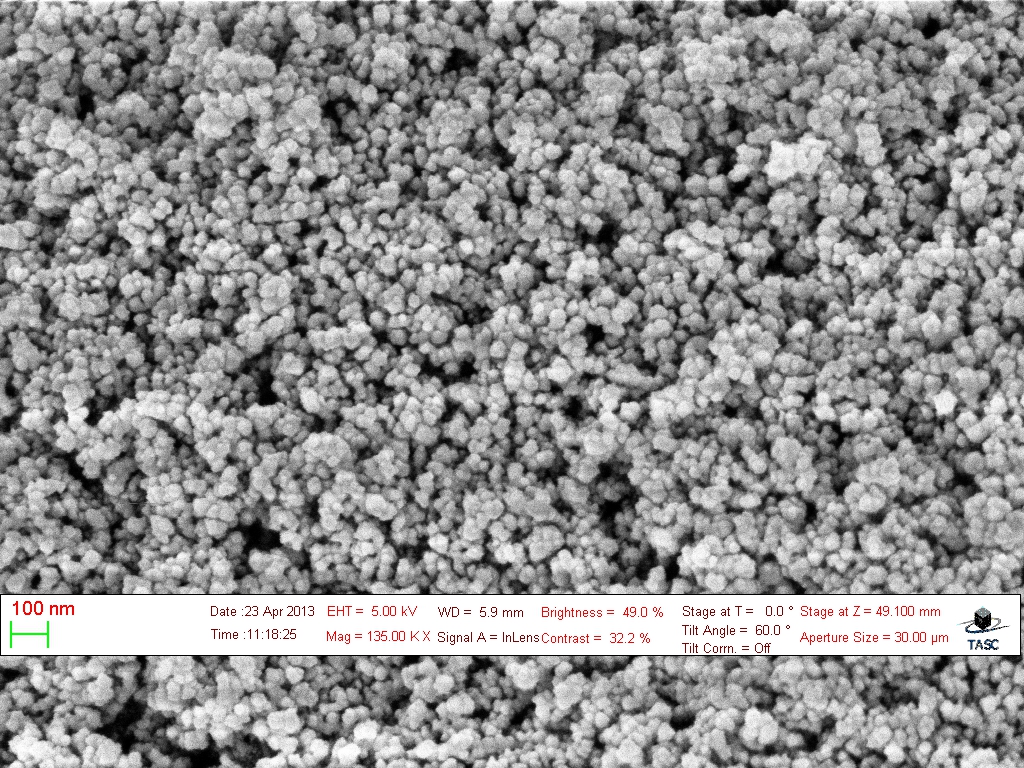 100 nm
Date :23 Apr 2013 EHT = 5.00 kV WD = 5.9 mm Brightness = 49.0 % Stage at T = 0.0 ° Stage at Z = 49.100 mm
Time :11:18:25 Mag = 135.00 K X Signal A = InLens Contrast = 32.2 % Tilt Angle = 60.0 ° Aperture Size = 30.00 µm
Tilt Corrn. = Off
TASC